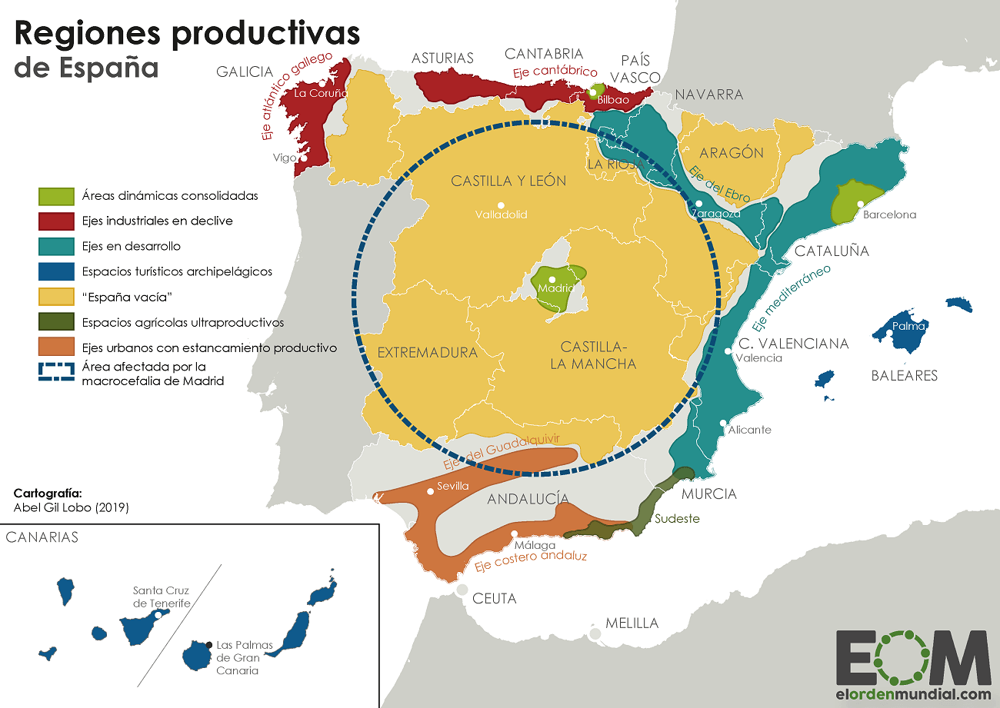 Regiones productivas
de España
GALICIA
Eje atlántico gallego
La Coruña
Vigo
ASTURIAS
CANTABRIA
Eje cantábrico
PAÍS
VASCO
Bilbao
NAVARRA
LA RIOJA
ARAGÓN
Eje del Ebro
Zaragoza
CASTILLA Y LEÓN
Valladolid
Barcelona
CATALUÑA
Eje mediterráneo
Áreas dinámicas consolidadas
Ejes industriales en declive
Ejes en desarrollo
Espacios turísticos archipelágicos
“España vacía”
Espacios agrícolas ultraproductivos
Ejes urbanos con estancamiento productivo
Área afectada por la
macrocefalia de Madrid
Madrid
EXTREMADURA
CASTILLA-
LA MANCHA
C. VALENCIANA
Valencia
Palma
BALEARES
Alicante
Eje del Guadalquivir
Sevilla
ANDALUCÍA
MURCIA
Sudeste
Málaga
Eje costero andaluz
CEUTA
MELILLA
Cartografía:
Abel Gil Lobo (2019)
CANARIAS
Santa Cruz
de Tenerife
Las Palmas
de Gran
Canaria
EOM
elordenmundial.com